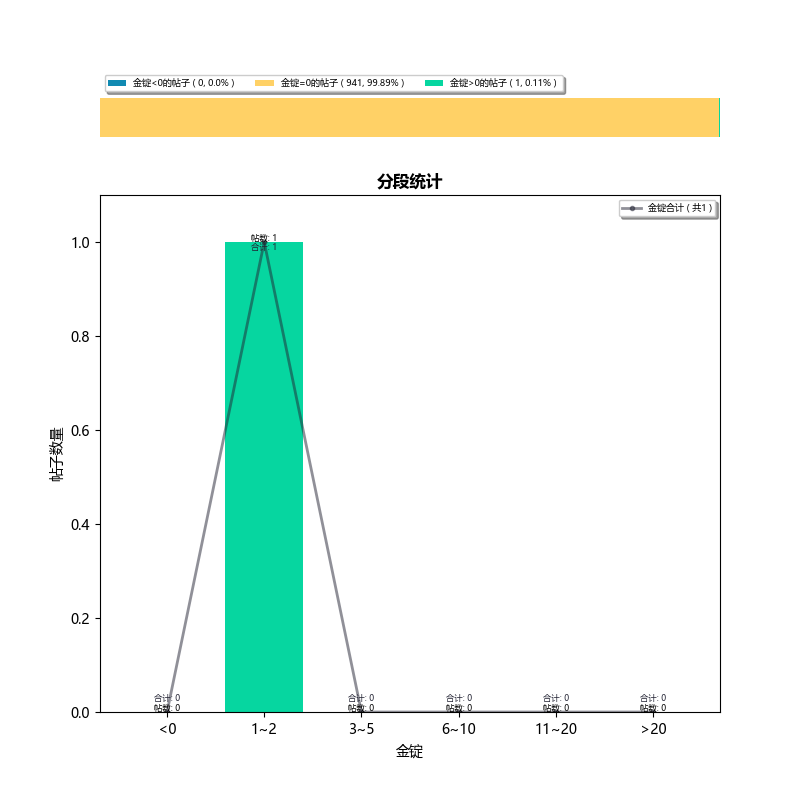 金锭<0的帖子 ( 0, 0.0% ) 金锭=0的帖子 ( 941, 99.89% ) 金锭>0的帖子 ( 1, 0.11% )
分段统计
金锭合计 ( 共1 )
1.0
0.8
0.6
0.4
0.2
0.0
帖子数量
帖数: 1
合计: 1
合计: 0 合计: 0 合计: 0 合计: 0 合计: 0
帖数: 0 帖数: 0 帖数: 0 帖数: 0 帖数: 0
<0 1~2 3~5 6~10 11~20 >20
金锭